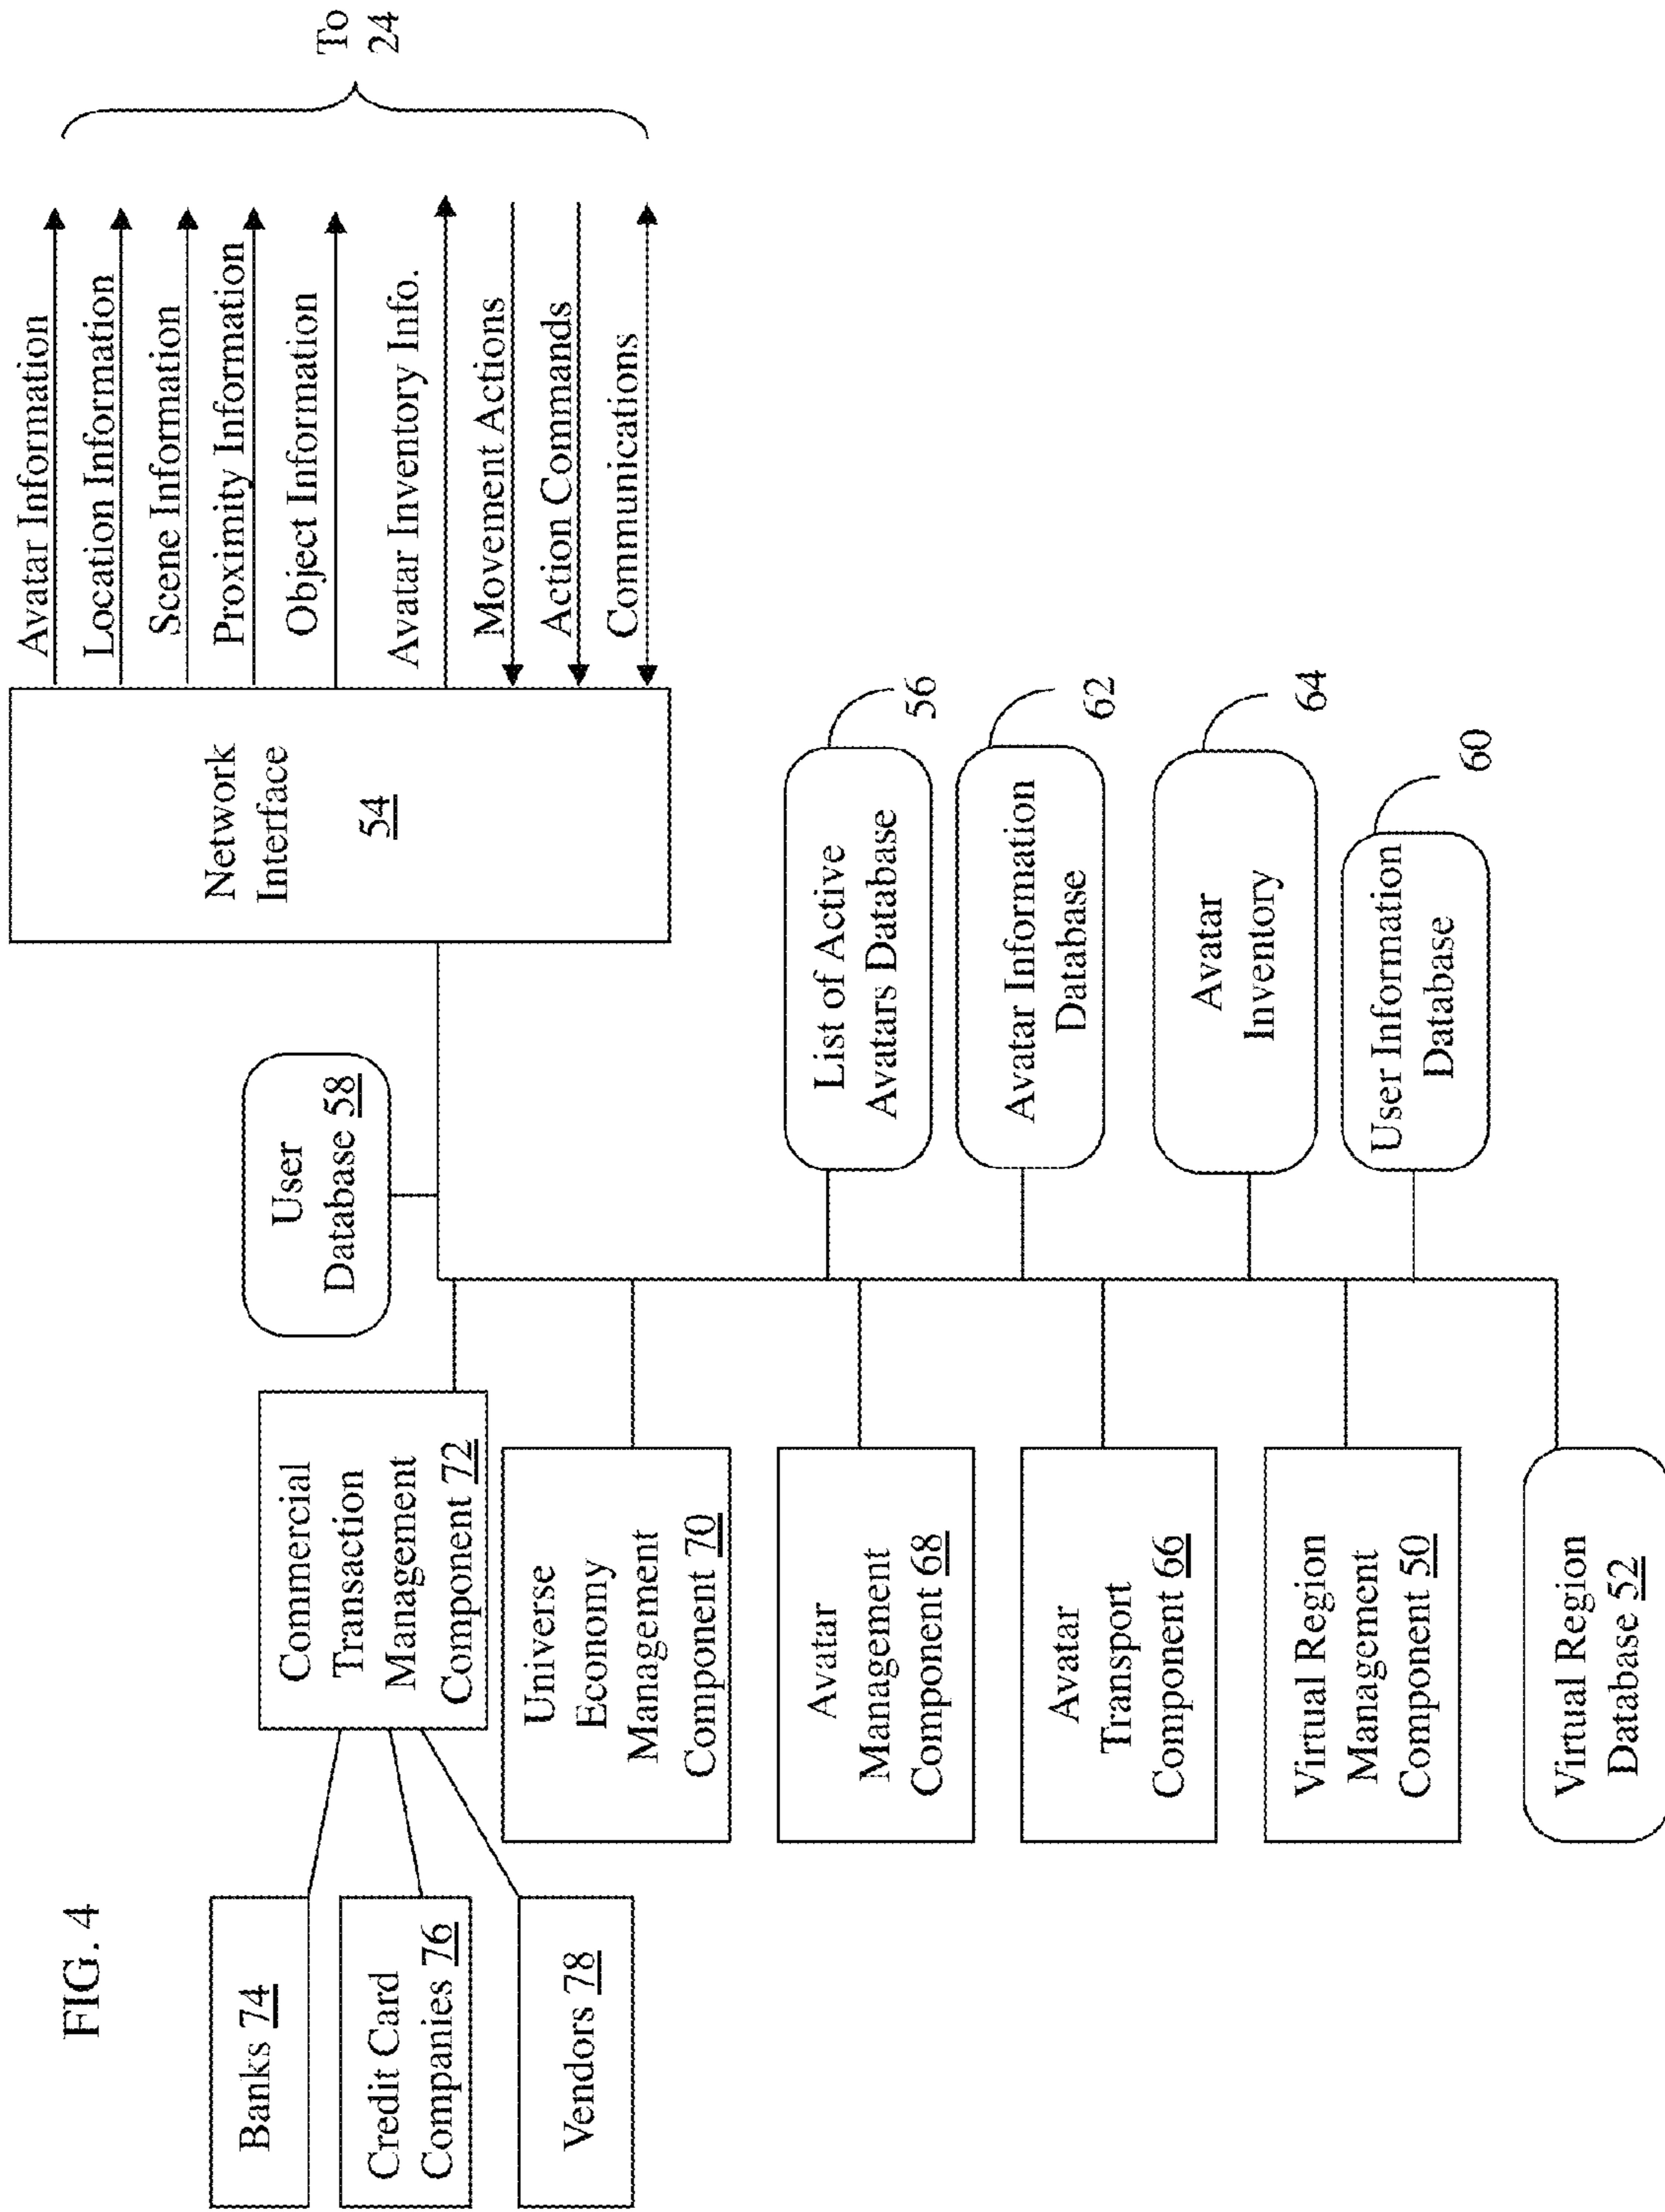 FIG. 4
Banks 74
Credit Card
Companies 76
Vendors 78
Commercial
Transaction
Management
Component 72
Universe
Economy
Management
Component 70
Avatar
Management
Component 68
Avatar
Transport
Component 66
Virtual Region
Management
Component 50
Virtual Region
Database 52
User
Database 58
List of Active
Avatars Database
56
Avatar Information
Database
62
Avatar
Inventory
64
User Information
Database
60
Network
Interface
54
Avatar Information
Location Information
Scene Information
Proximity Information
Object Information
Avatar Inventory Info.
Movement Actions
Action Commands
Communications
To
24